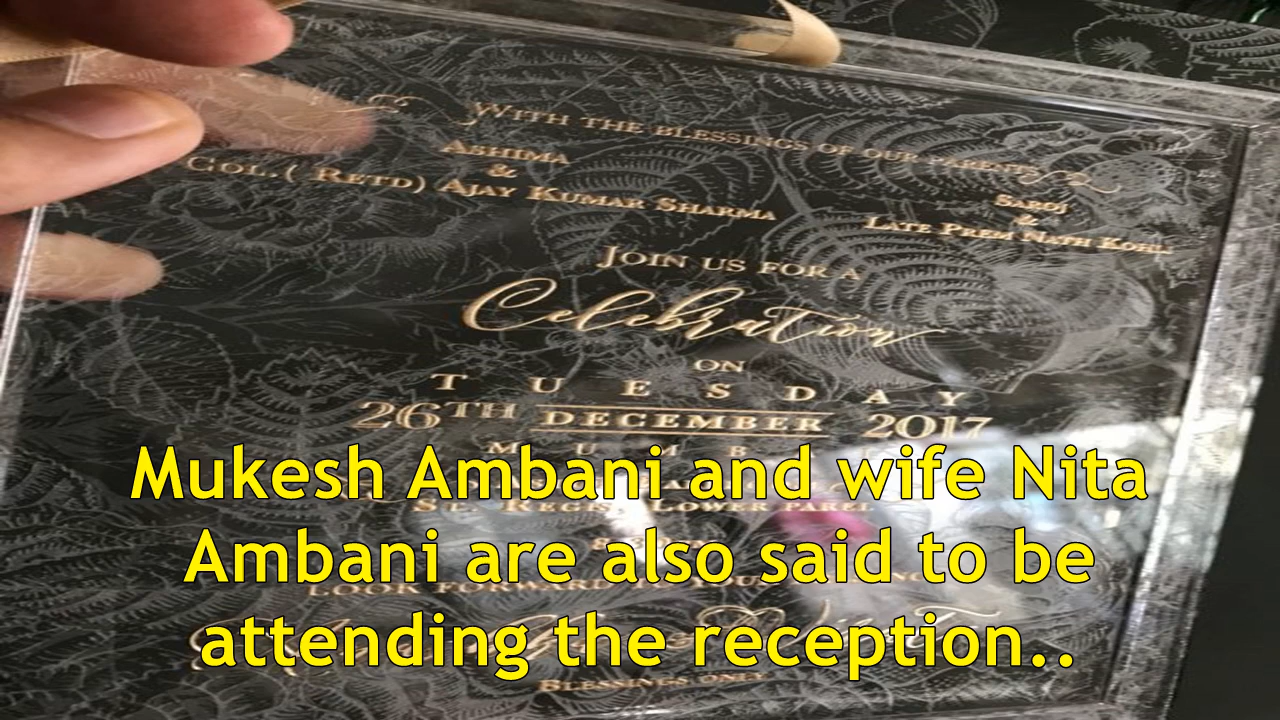 WITH THE BLESSINGS OF OUR PARENTS
ASHIMA
&
COL.( RETD) AJAY KUMAR SHARMA
SAROJ
&
LATE PREM NATH KOHLI
JOIN US FOR A
Celebration
ON
TUESDAY
26TH DECEMBER 2017
Mukesh Ambani and wife Nita
ST. REGIS, LOWER PAREL
Ambani are also said to be
LOOK FORWARD
attending the reception..
BLESSINGS ONLY